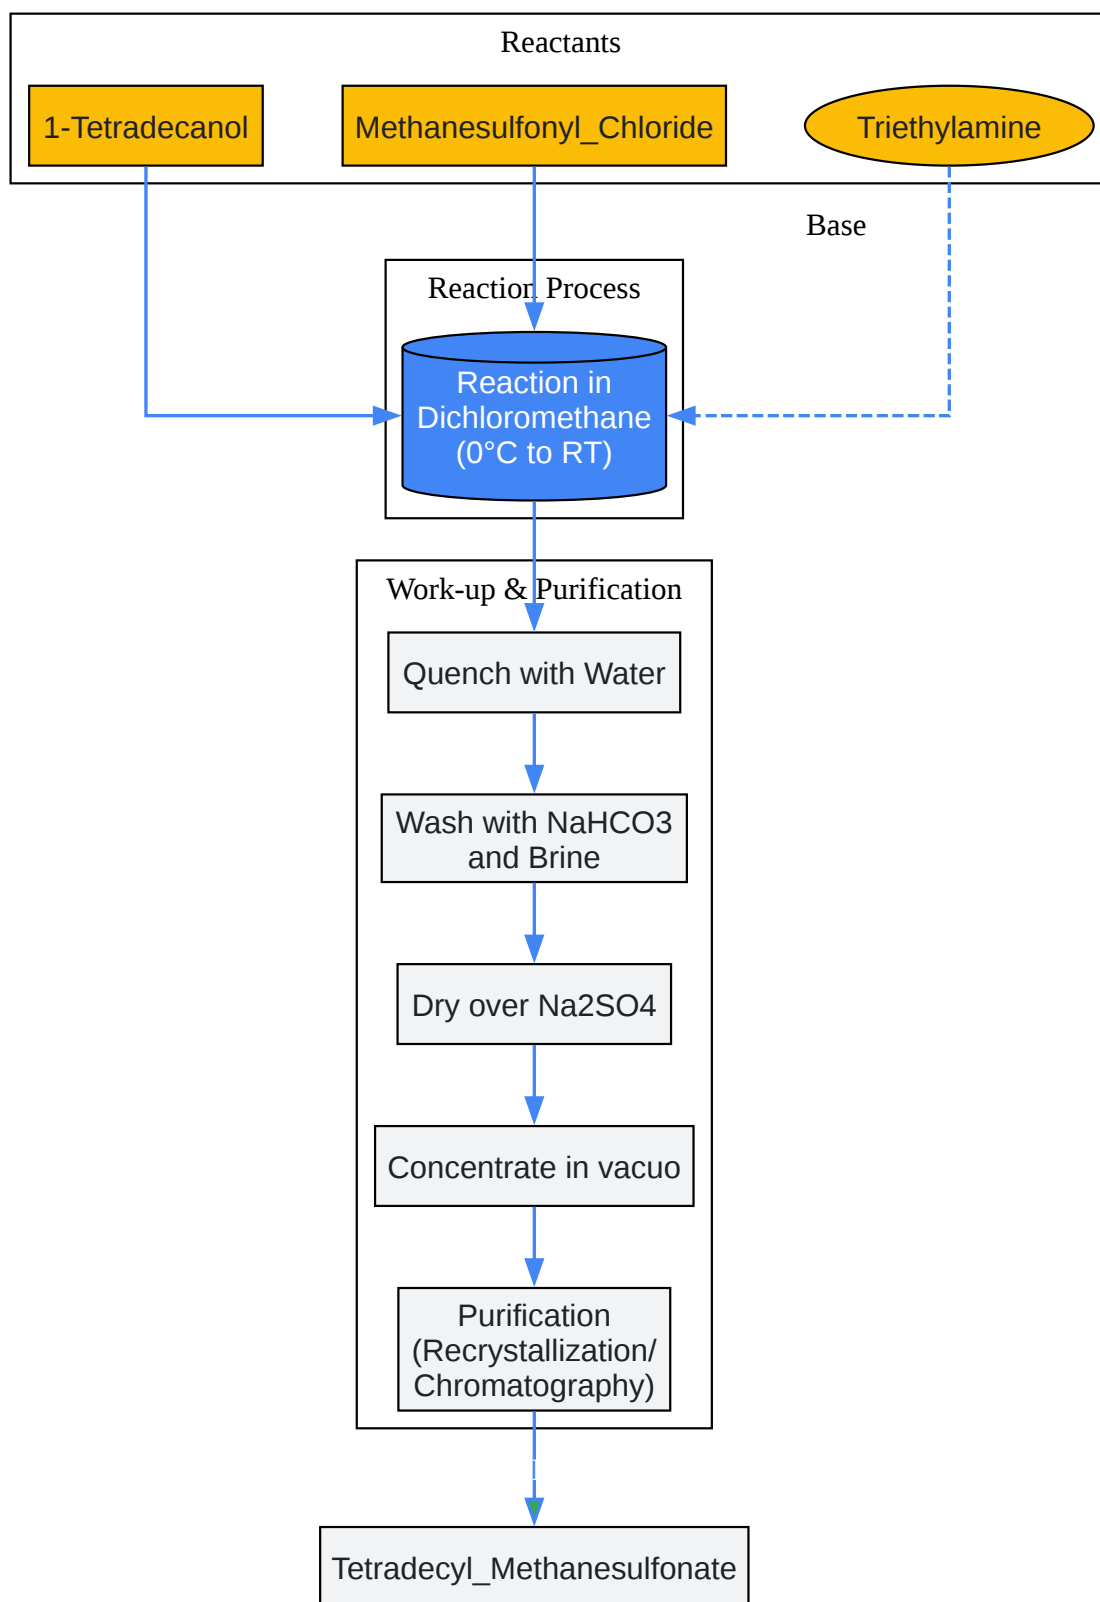 Reactants
1-Tetradecanol
Methanesulfonyl_Chloride
Triethylamine
Base
Reaction Process
Reaction in
Dichloromethane
(0°C to RT)
Work-up & Purification
Quench with Water
Wash with NaHCO3
and Brine
Dry over Na2SO4
Concentrate in vacuo
Purification
(Recrystallization/
Chromatography)
Tetradecyl_Methanesulfonate